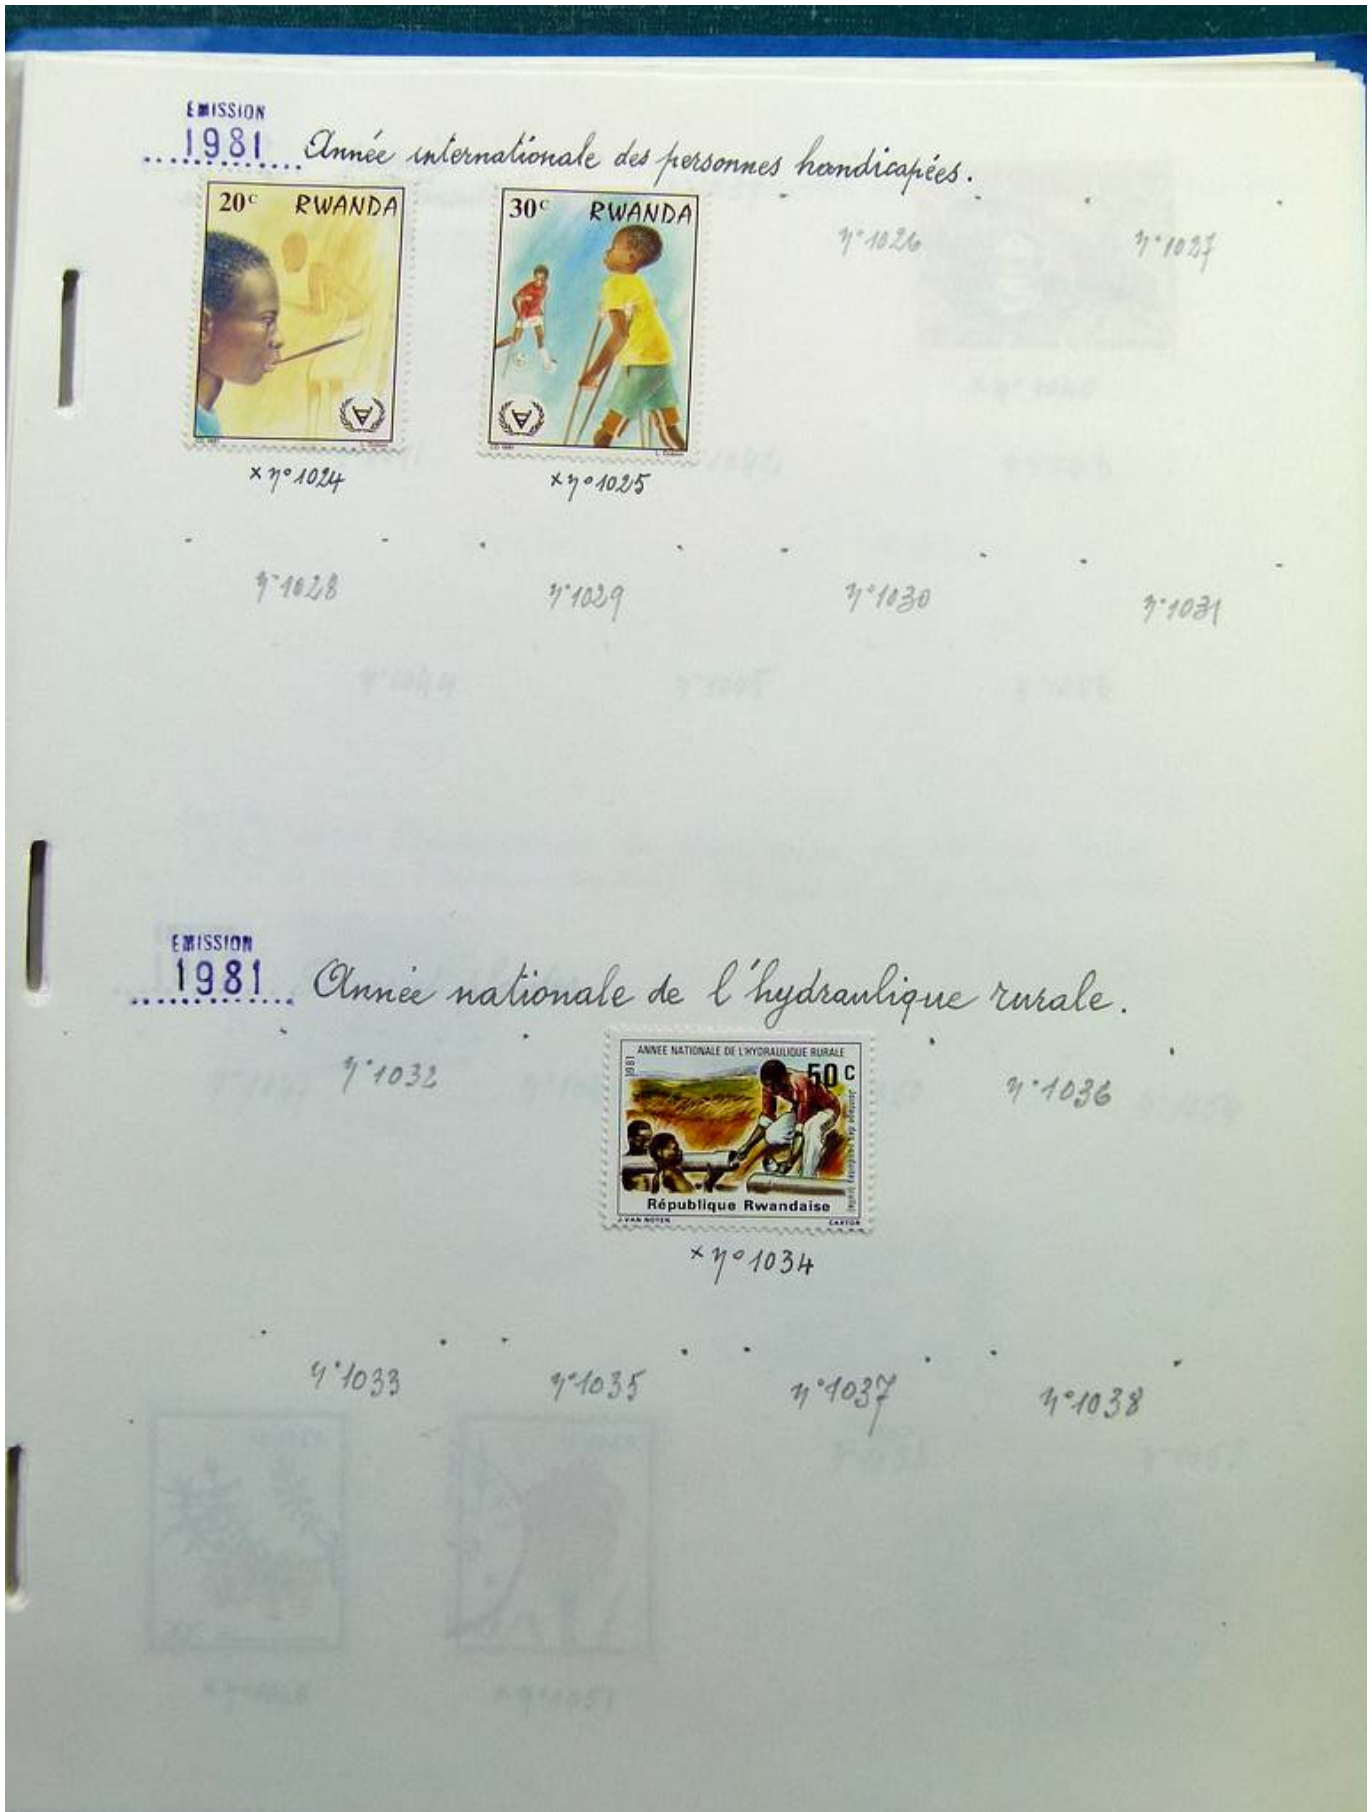 EMISSION
1981 Année internationale des personnes handicapées.
20c RWANDA
30c RWANDA
n°1026
n°1027
x n°1024
x n°1025
n°1028
n°1029
n°1030
n°1031
EMISSION
1981 Année nationale de l'hydraulique rurale.
n°1032
ANNEE NATIONALE DE L'HYDRAULIQUE RURALE
1981
50 c
République Rwandaise
J.VAN NOTEN
CARTOR
n°1036
x n°1034
n°1033
n°1035
n°1037
n°1038